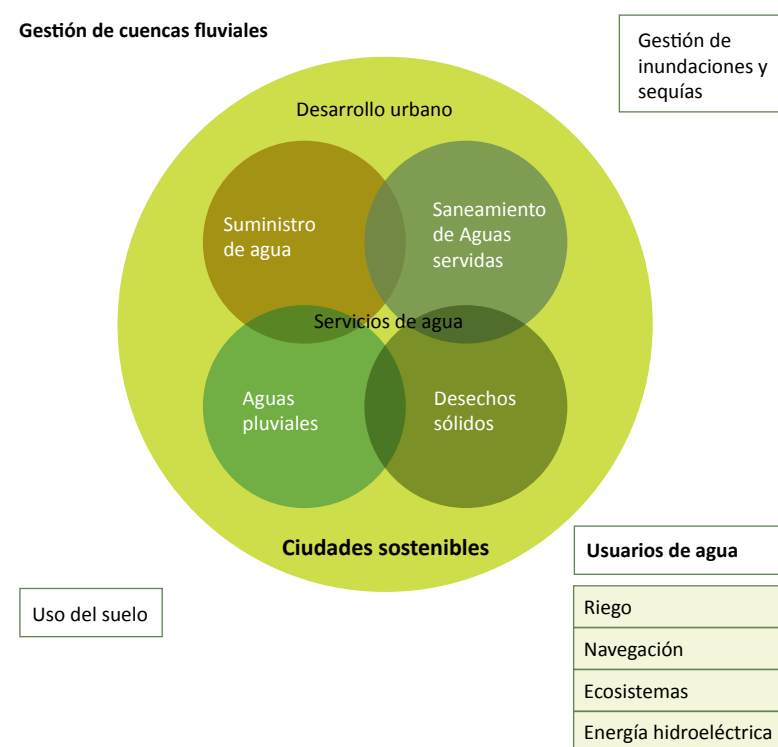 Gestión de cuencas fluviales
Gestión de
inundaciones y
sequías
Desarrollo urbano
Suministro
de agua
Saneamiento
de Aguas
servidas
Servicios de agua
Aguas
pluviales
Desechos
sólidos
Ciudades sostenibles
Usuarios de agua
Uso del suelo
Riego
Navegación
Ecosistemas
Energía hidroeléctrica